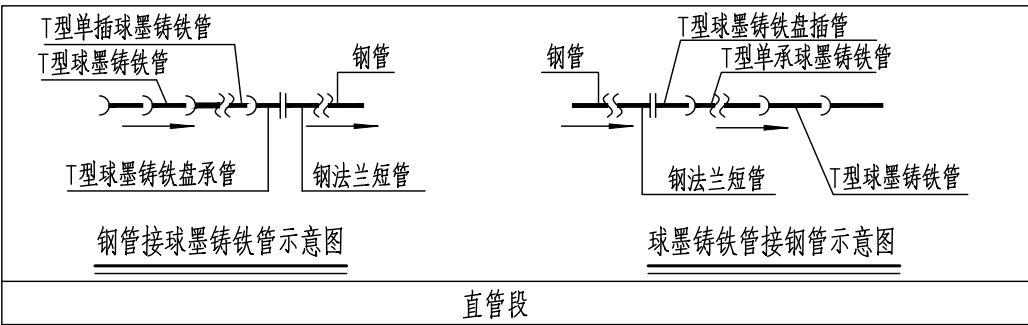 T型单插球墨铸铁管
T型球墨铸铁管
钢管
T型球墨铸铁盘承管
钢法兰短管
钢管接球墨铸铁管示意图
T型球墨铸铁盘插管
钢管
T型单承球墨铸铁管
钢法兰短管
T型球墨铸铁管
球墨铸铁管接钢管示意图
直管段